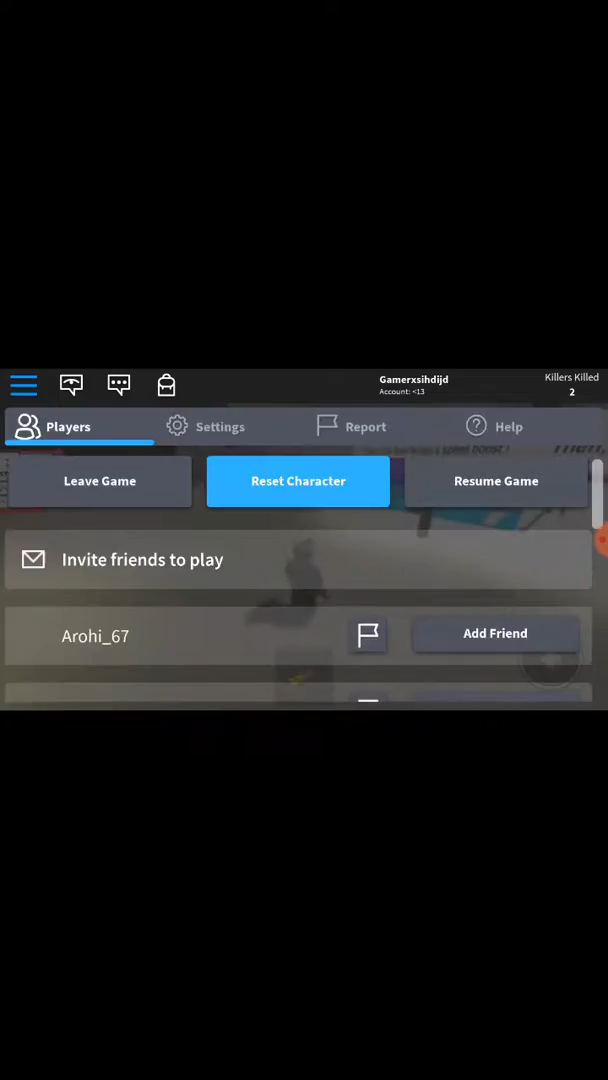 Gamerxsihdijd
Account: <13
Killers Killed
2
Players
Settings
Report
Help
Leave Game
Reset Character
Resume Game
Invite friends to play
Arohi_67
Add Friend